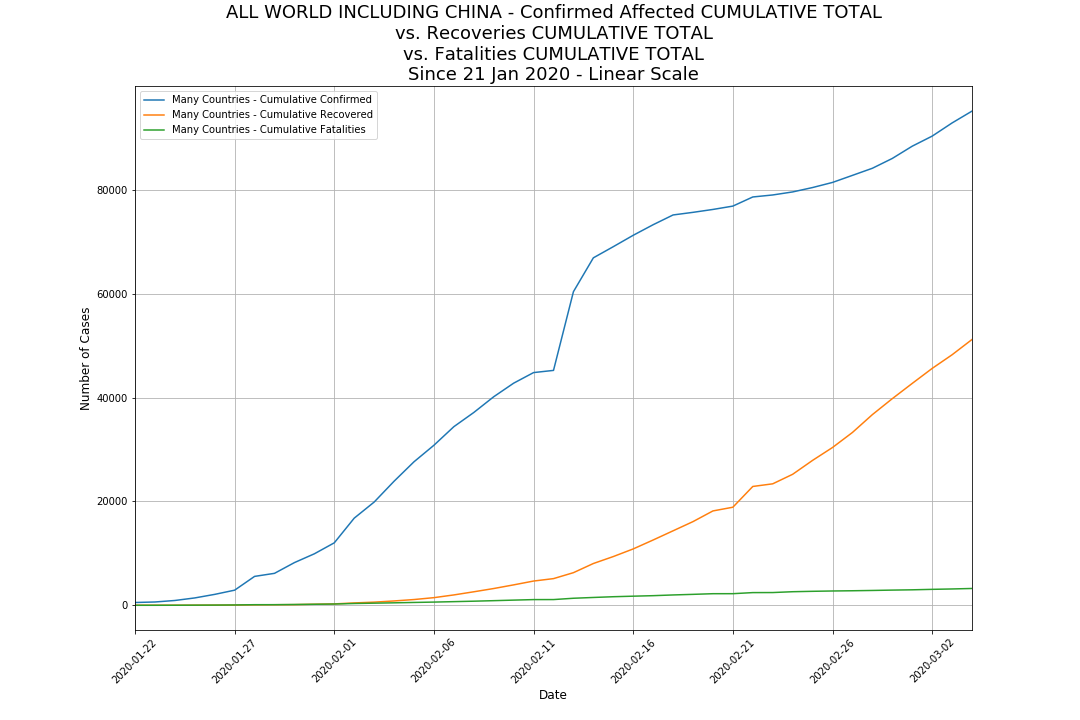 ALL WORLD INCLUDING CHINA - Confirmed Affected CUMULATIVE TOTAL
vs. Recoveries CUMULATIVE TOTAL
vs. Fatalities CUMULATIVE TOTAL
Since 21 Jan 2020 - Linear Scale
Many Countries - Cumulative Confirmed
Many Countries - Cumulative Recovered
Many Countries - Cumulative Fatalities
Number of Cases
80000
60000
40000
20000
0
2020-01-22
2020-01-27
2020-02-01
2020-02-06
2020-02-11
2020-02-16
2020-02-21
2020-02-26
2020-03-02
Date